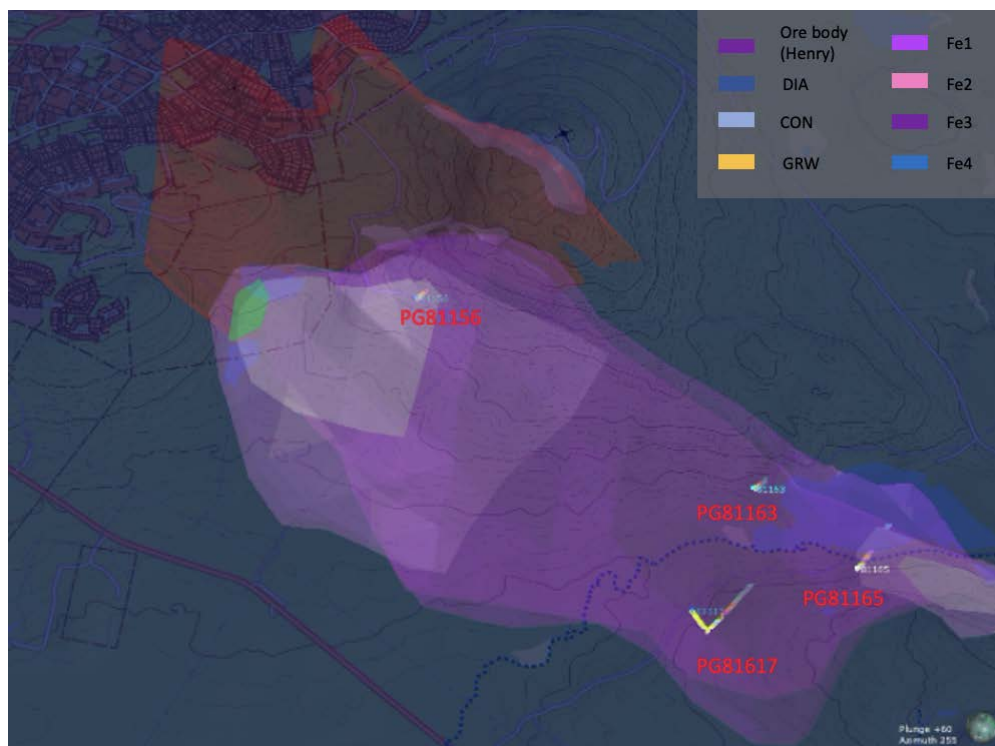 Ore body
(Henry)
DIA
CON
GRW
Fe1
Fe2
Fe3
Fe4
PG81156
PG81163
PG81165
PG81617
Plunge +60
Azimuth 255